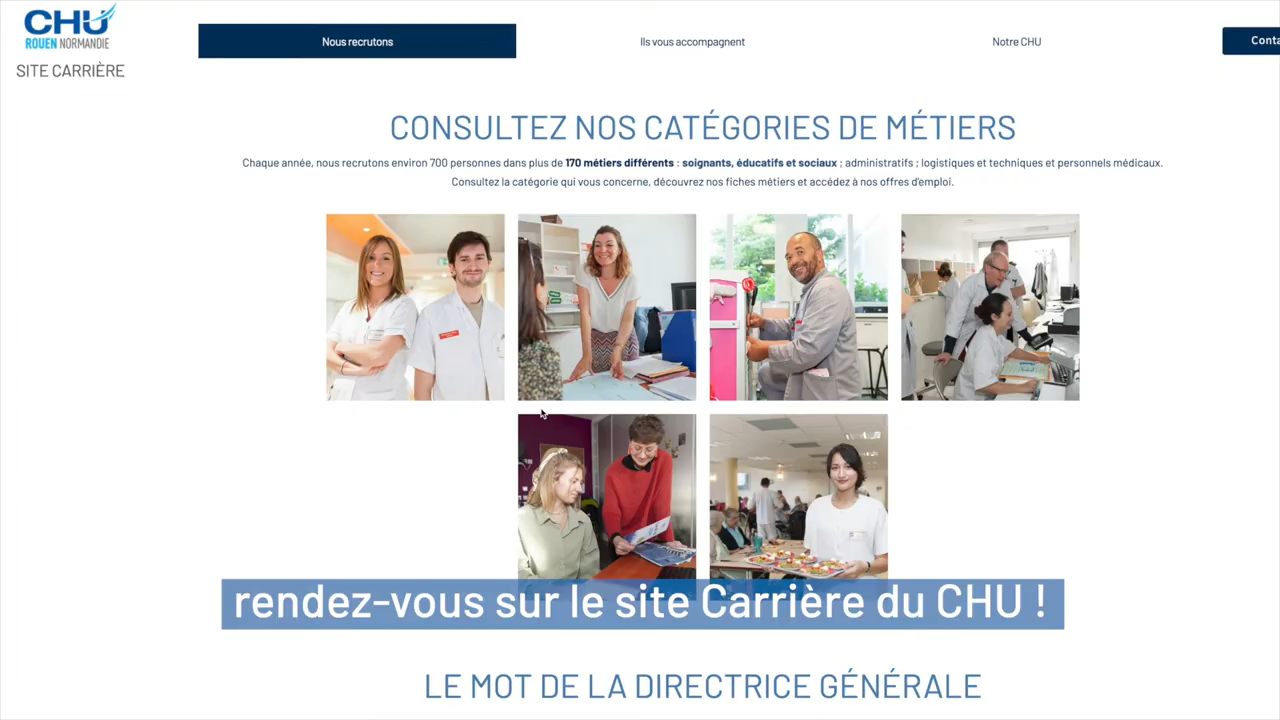 CHU
ROUEN NORMANDIE
SITE CARRIÈRE
Nous recrutons
Ils vous accompagnent
Notre CHU
Conta
CONSULTEZ NOS CATÉGORIES DE MÉTIERS
Chaque année, nous recrutons environ 700 personnes dans plus de 170 métiers différents : soignants, éducatifs et sociaux ; administratifs ; logistiques et techniques et personnels médicaux.
Consultez la catégorie qui vous concerne, découvrez nos fiches métiers et accédez à nos offres d'emploi.
rendez-vous sur le site Carrière du CHU !
LE MOT DE LA DIRECTRICE GÉNÉRALE